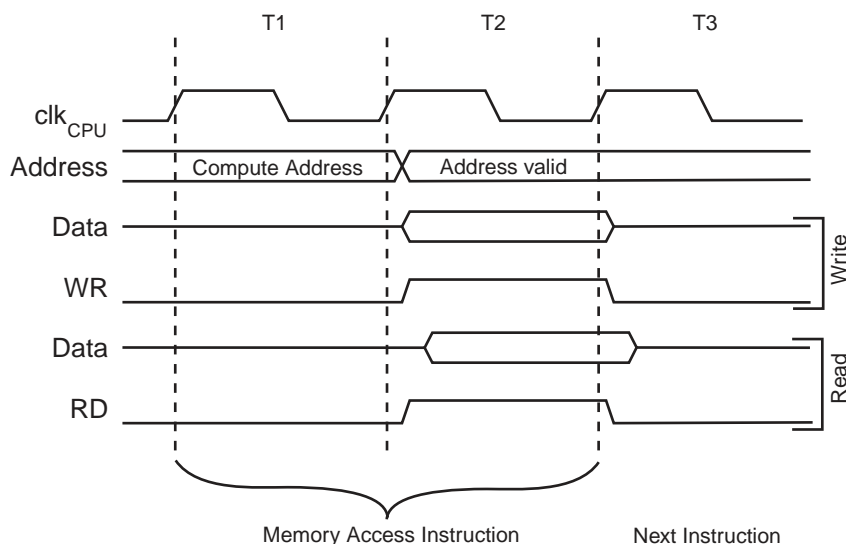 T1 T2 T3
clkCPU
Address Compute Address Address valid
Data
WR
Write
Data
RD
Read
Memory Access Instruction Next Instruction